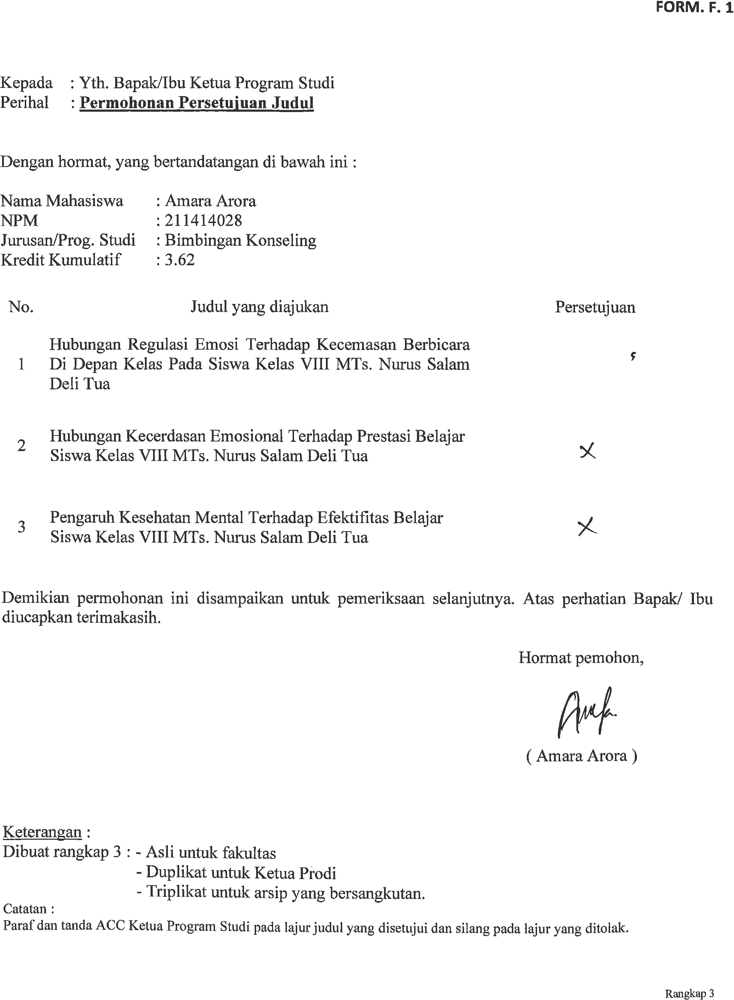 FORM. F. 1
Kepada : Yth. Bapak/Ibu Ketua Program Studi
Perihal : Permohonan Persetujuan Judul
Dengan hormat, yang bertandatangan di bawah ini :
Nama Mahasiswa : Amara Arora
NPM : 211414028
Jurusan/Prog. Studi : Bimbingan Konseling
Kredit Kumulatif : 3.62
No. Judul yang diajukan Persetujuan
Hubungan Regulasi Emosi Terhadap Kecemasan Berbicara
1 Di Depan Kelas Pada Siswa Kelas VIII MTs. Nurus Salam
Deli Tua
2 Hubungan Kecerdasan Emosional Terhadap Prestasi Belajar
Siswa Kelas VIII MTs. Nurus Salam Deli Tua
3 Pengaruh Kesehatan Mental Terhadap Efektifitas Belajar
Siswa Kelas VIII MTs. Nurus Salam Deli Tua
Demikian permohonan ini disampaikan untuk pemeriksaan selanjutnya. Atas perhatian Bapak/ Ibu
diucapkan terimakasih.
Hormat pemohon,
( Amara Arora )
Keterangan :
Dibuat rangkap 3 : - Asli untuk fakultas
- Duplikat untuk Ketua Prodi
- Triplikat untuk arsip yang bersangkutan.
Catatan :
Paraf dan tanda ACC Ketua Program Studi pada lajur judul yang disetujui dan silang pada lajur yang ditolak.
Rangkap 3